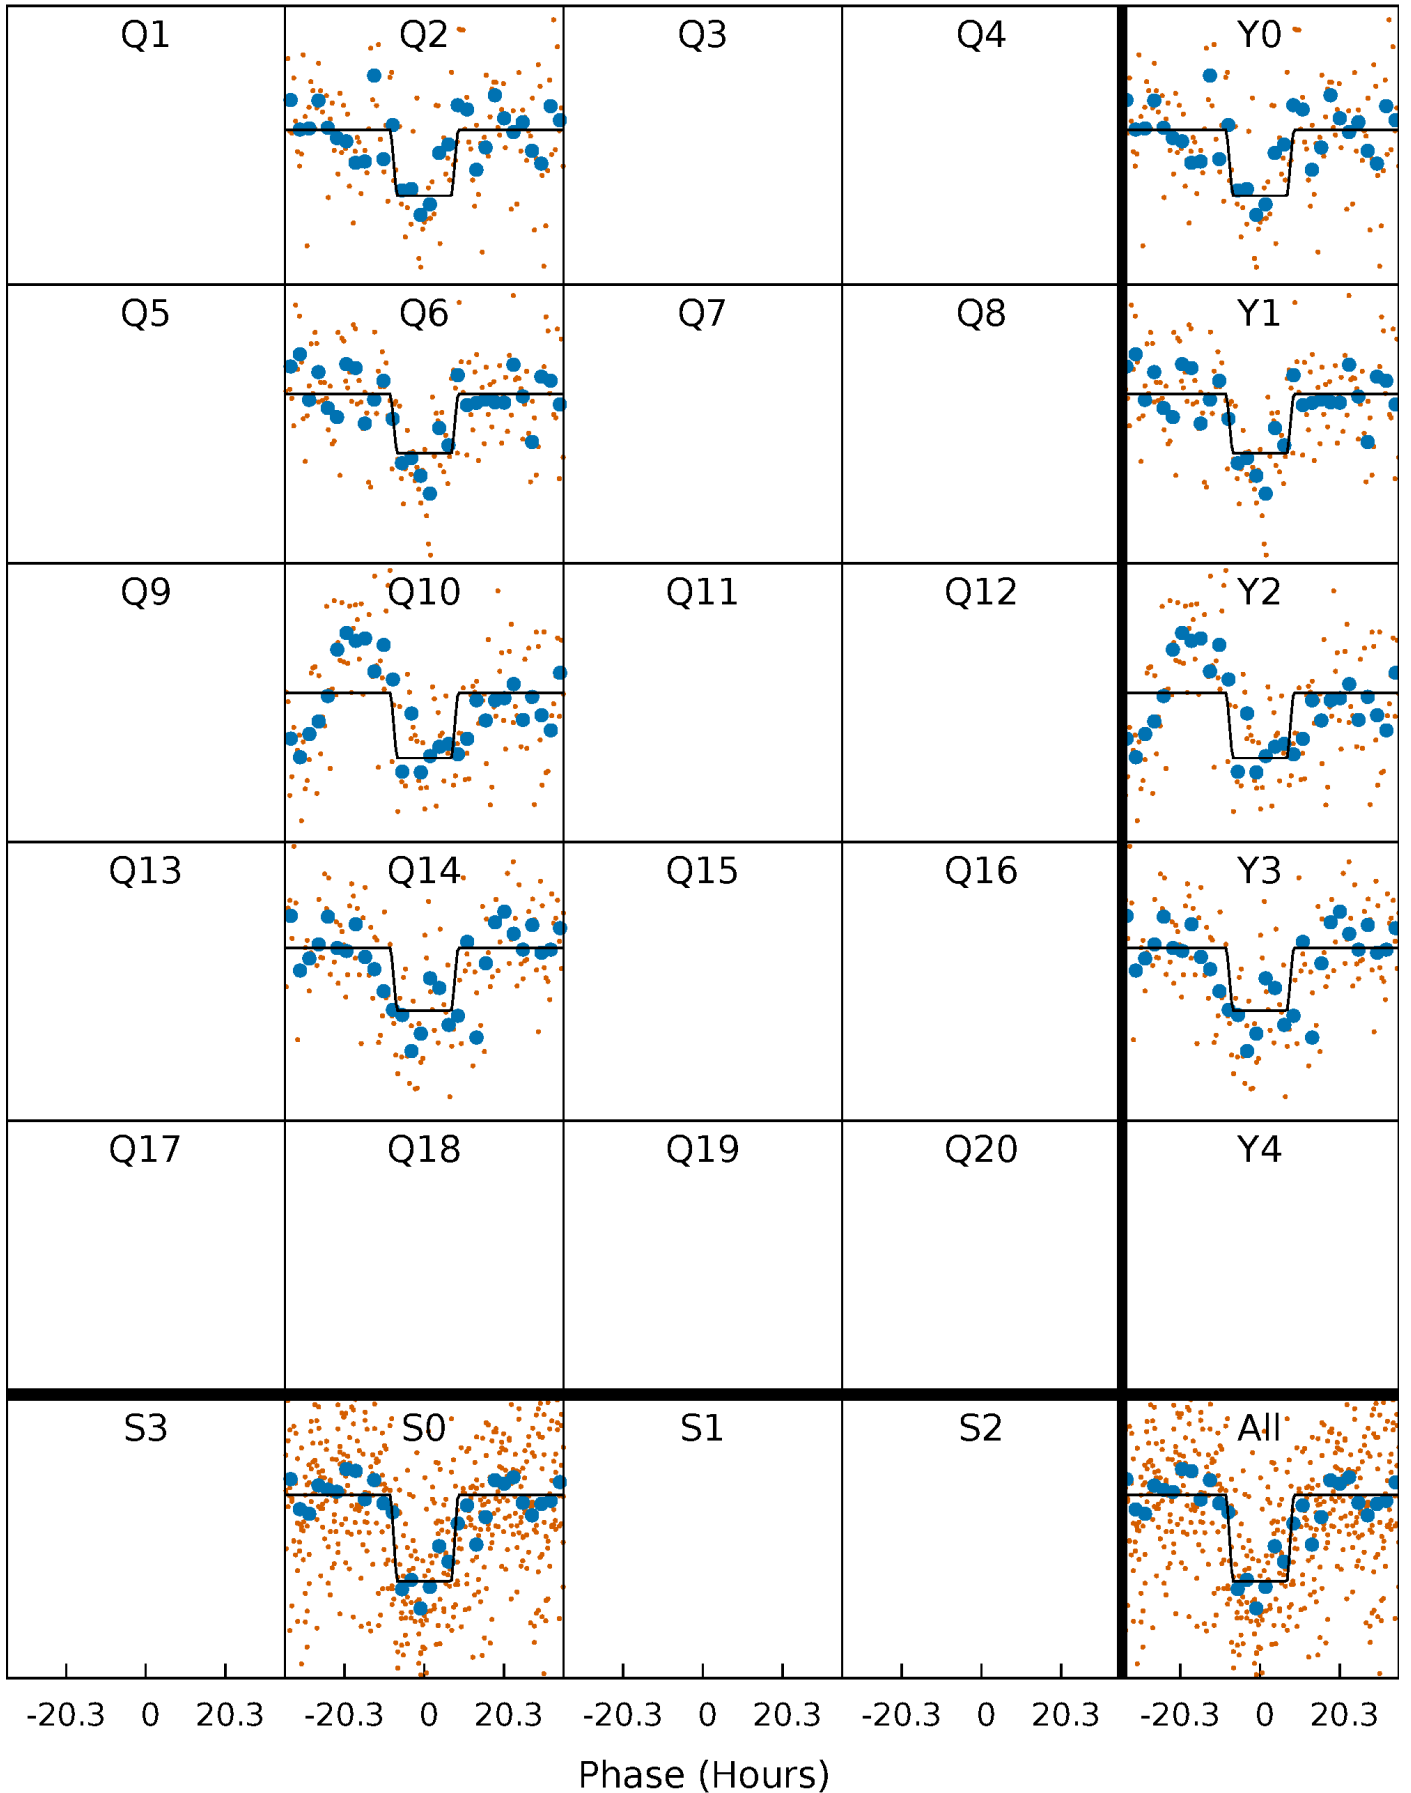 Q1 Q2 Q3 Q4 Y0
Q5 Q6 Q7 Q8 Y1
Q9 Q10 Q11 Q12 Y2
Q13 Q14 Q15 Q16 Y3
Q17 Q18 Q19 Q20 Y4
S3 S0 S1 S2 All
-20.3 0 20.3 -20.3 0 20.3 -20.3 0 20.3 -20.3 0 20.3 -20.3 0 20.3
Phase (Hours)